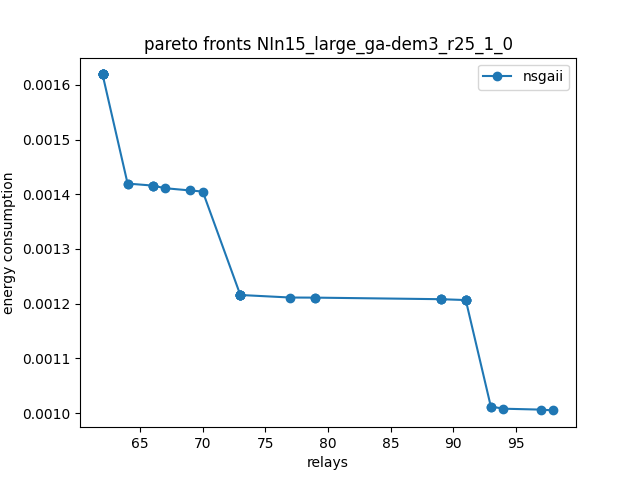 pareto fronts NIn15_large_ga-dem3_r25_1_0
nsgaii
energy consumption
0.0016
0.0015
0.0014
0.0013
0.0012
0.0011
0.0010
65 70 75 80 85 90 95
relays